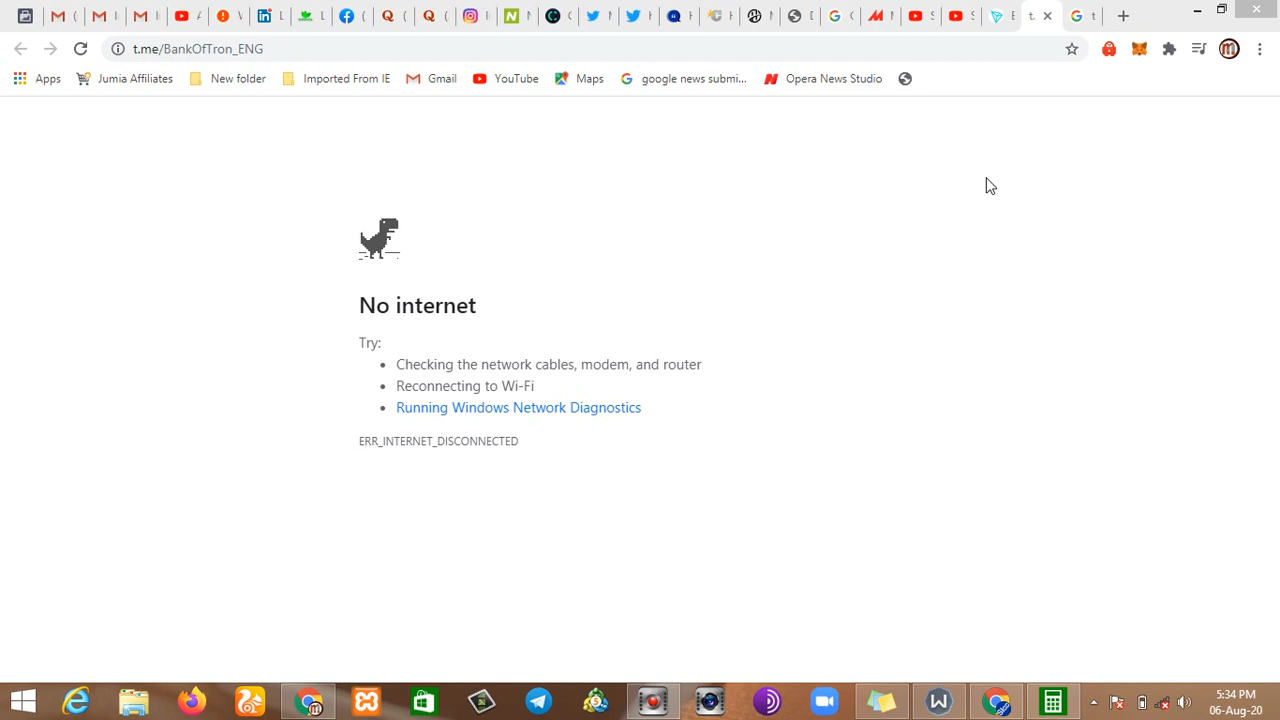 t.me/BankOfTron_ENG
Apps Jumia Affiliates New folder Imported From IE Gmail YouTube Maps google news submi... Opera News Studio
No internet
Try:
• Checking the network cables, modem, and router
• Reconnecting to Wi-Fi
• Running Windows Network Diagnostics
ERR_INTERNET_DISCONNECTED
5:34 PM
06-Aug-20